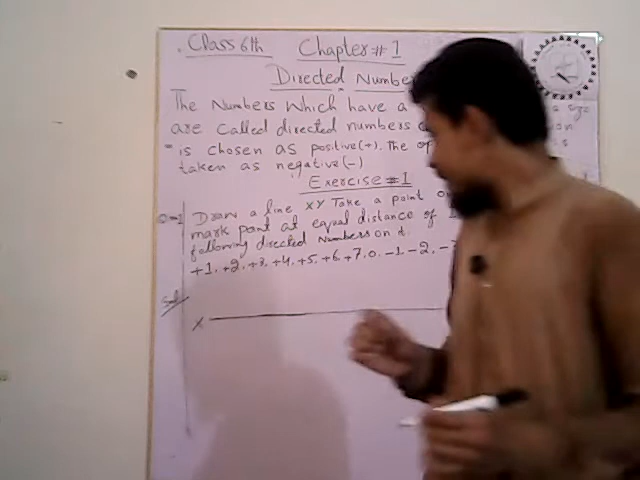 Class 6th Chapter # 1
Directed Number
The Numbers Which have a
are called directed numbers
is chosen as positive(+). The op
taken as negative(-)
Exercise #1
Draw a line XY Take a point
mark point at equal distance of
following directed Numbers on it.
+1. +2. +3. +4. +5. +6. +7. 0. -1 -2. -3
Sol
X